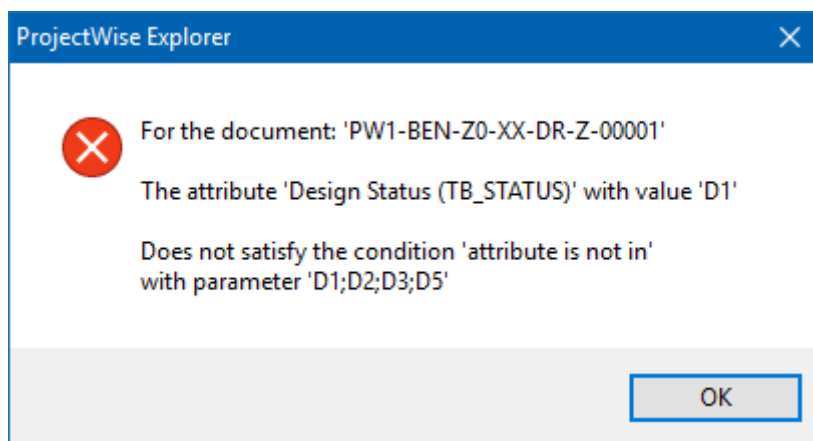 ProjectWise Explorer
For the document: 'PW1-BEN-Z0-XX-DR-Z-00001'
The attribute 'Design Status (TB_STATUS)' with value 'D1'
Does not satisfy the condition 'attribute is not in'
with parameter 'D1;D2;D3;D5'
OK